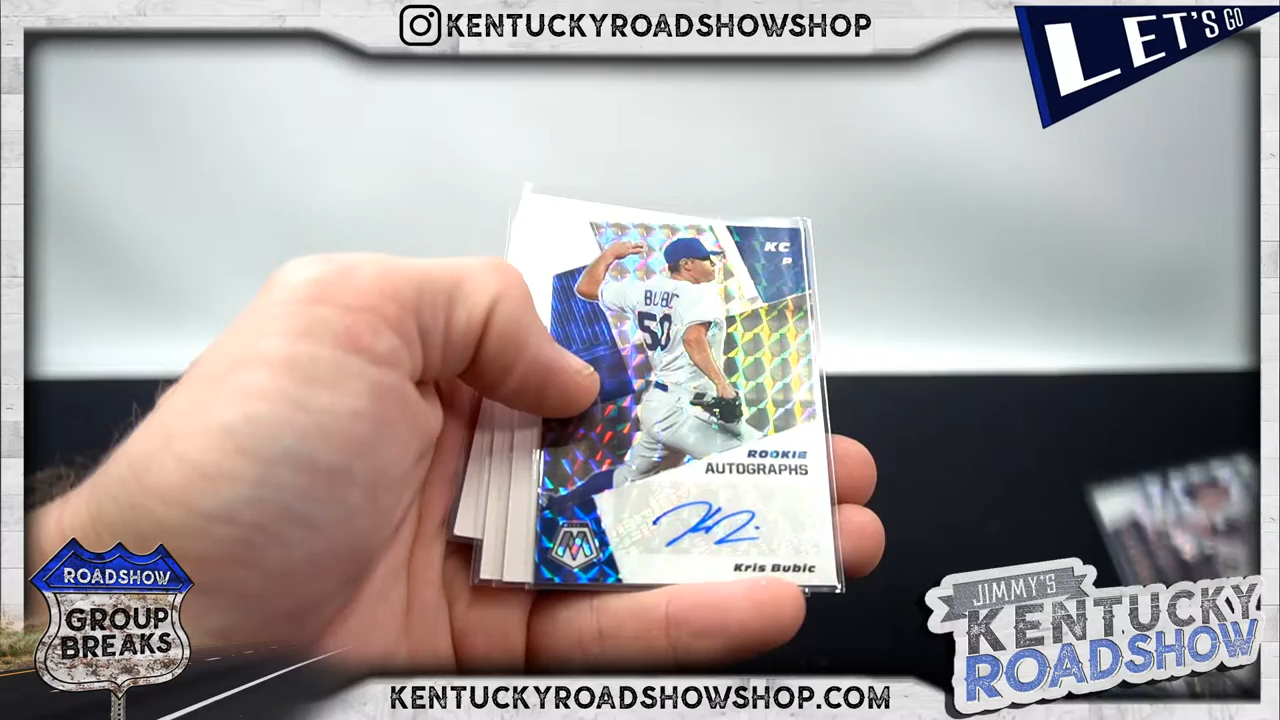 KENTUCKYROADSHOWSHOP
LET'S GO
KC
P
BUBIC
50
ROOKIE
AUTOGRAPHS
Kris Bubic
ROADSHOW
GROUP
BREAKS
JIMMY'S
KENTUCKY
ROADSHOW
KENTUCKYROADSHOWSHOP.COM